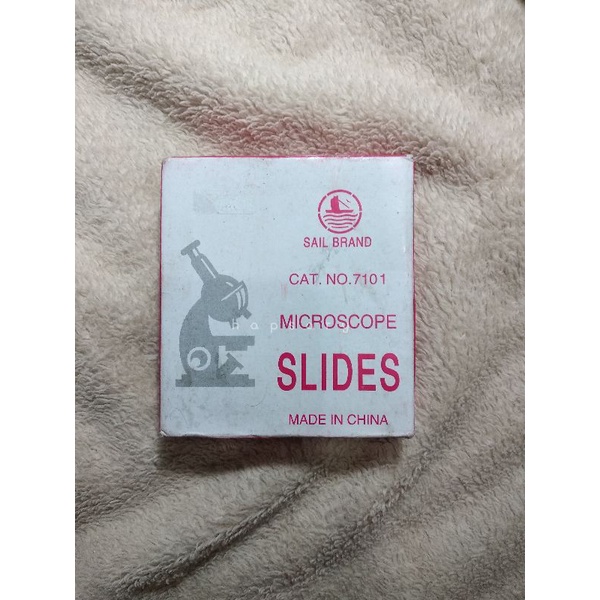 SAIL BRAND
CAT. NO.7101
MICROSCOPE
SLIDES
MADE IN CHINA